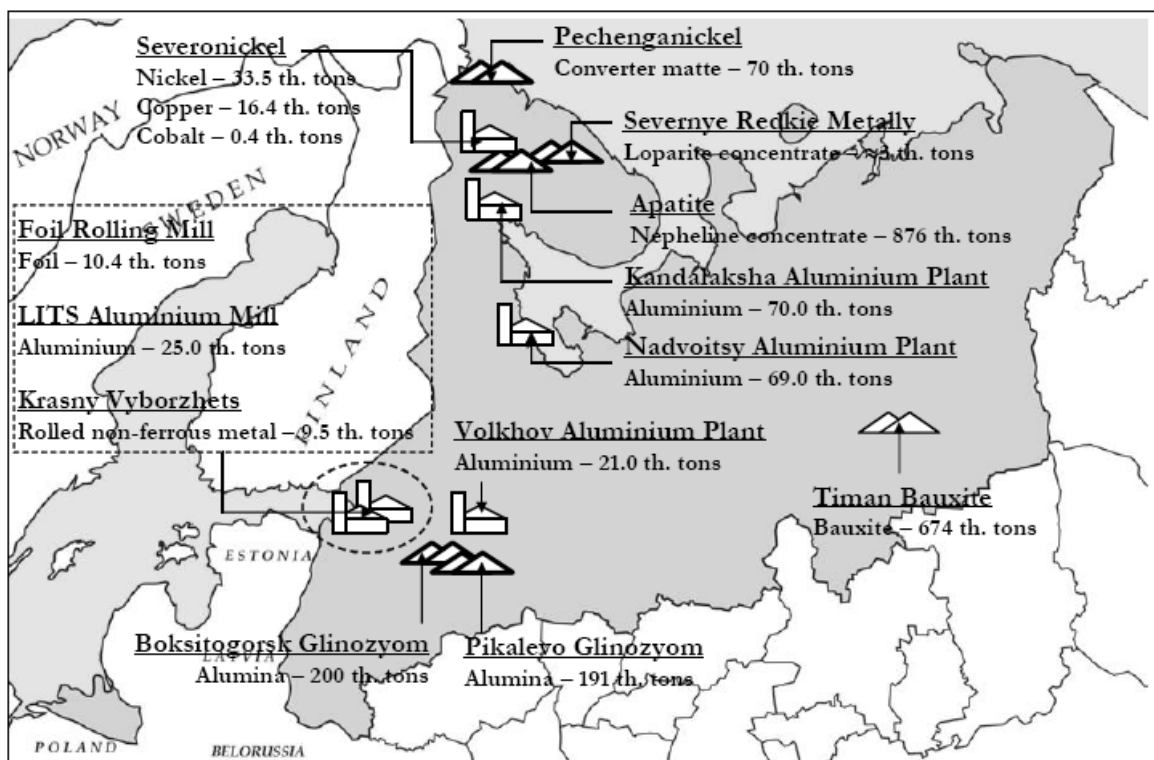 Severonickel
Nickel – 33.5 th. tons
Copper – 16.4 th. tons
Cobalt – 0.4 th. tons
Pechenganickel
Converter matte – 70 th. tons
Severnye Redkie Metally
Loparite concentrate – ≈3 th. tons
Apatite
Nepheline concentrate – 876 th. tons
Kandalaksha Aluminium Plant
Aluminium – 70.0 th. tons
Nadvoitsy Aluminium Plant
Aluminium – 69.0 th. tons
NORWAY
SWEDEN
FINLAND
Foil Rolling Mill
Foil – 10.4 th. tons
LITS Aluminium Mill
Aluminium – 25.0 th. tons
Krasny Vyborzhets
Rolled non-ferrous metal – 9.5 th. tons
Volkhov Aluminium Plant
Aluminium – 21.0 th. tons
Timan Bauxite
Bauxite – 674 th. tons
ESTONIA
Boksitogorsk Glinozyom
Alumina – 200 th. tons
LATVIA
Pikalevo Glinozyom
Alumina – 191 th. tons
POLAND
BELORUSSIA